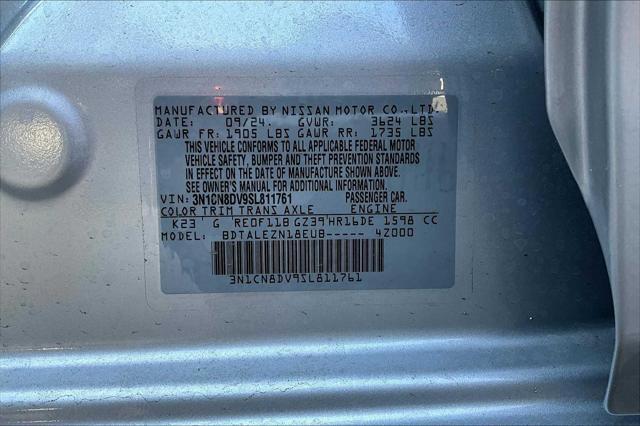 MANUFACTURED BY NISSAN MOTOR CO.,LTD.
DATE: 09/24. GVWR: 3624 LBS
GAWR FR: 1905 LBS GAWR RR: 1735 LBS
THIS VEHICLE CONFORMS TO ALL APPLICABLE FEDERAL MOTOR
VEHICLE SAFETY, BUMPER AND THEFT PREVENTION STANDARDS
IN EFFECT ON THE DATE OF MANUFACTURE SHOWN ABOVE.
SEE OWNER'S MANUAL FOR ADDITIONAL INFORMATION
VIN: 3N1CN8DV9SL811761 PASSENGER CAR.
COLOR TRIM TRANS AXLE ENGINE
K23 G RE0F11B GZ39 HR16DE 1598 CC
MODEL: BDTALEZN18EUB----- 4Z000
3N1CN8DV9SL811761